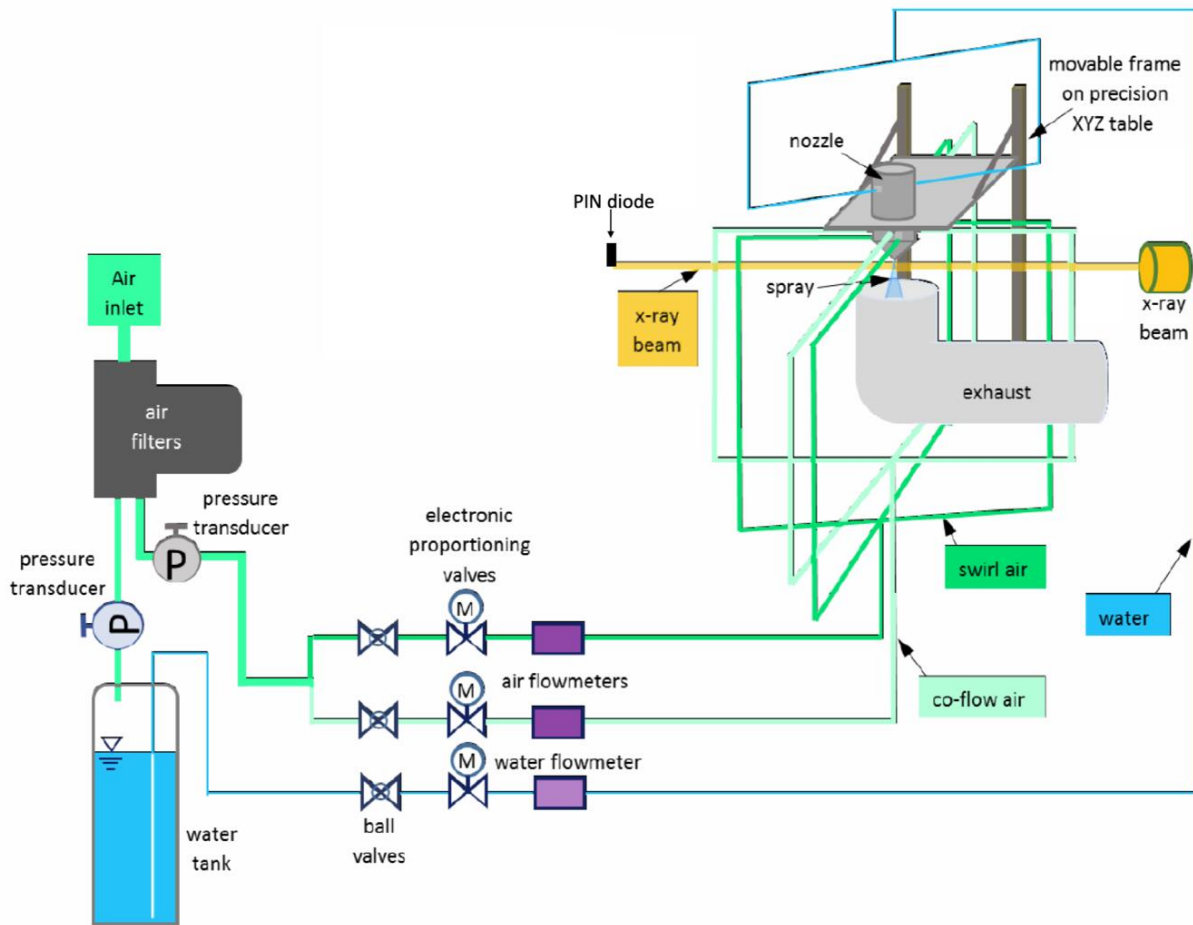 movable frame
on precision
XYZ table
nozzle
PIN diode
Air
inlet
spray
x-ray
beam
x-ray
beam
air
filters
exhaust
pressure
transducer
electronic
proportioning
valves
pressure
transducer
P
P
swirl air
water
M
air flowmeters
M
co-flow air
M
water flowmeter
ball
valves
water
tank